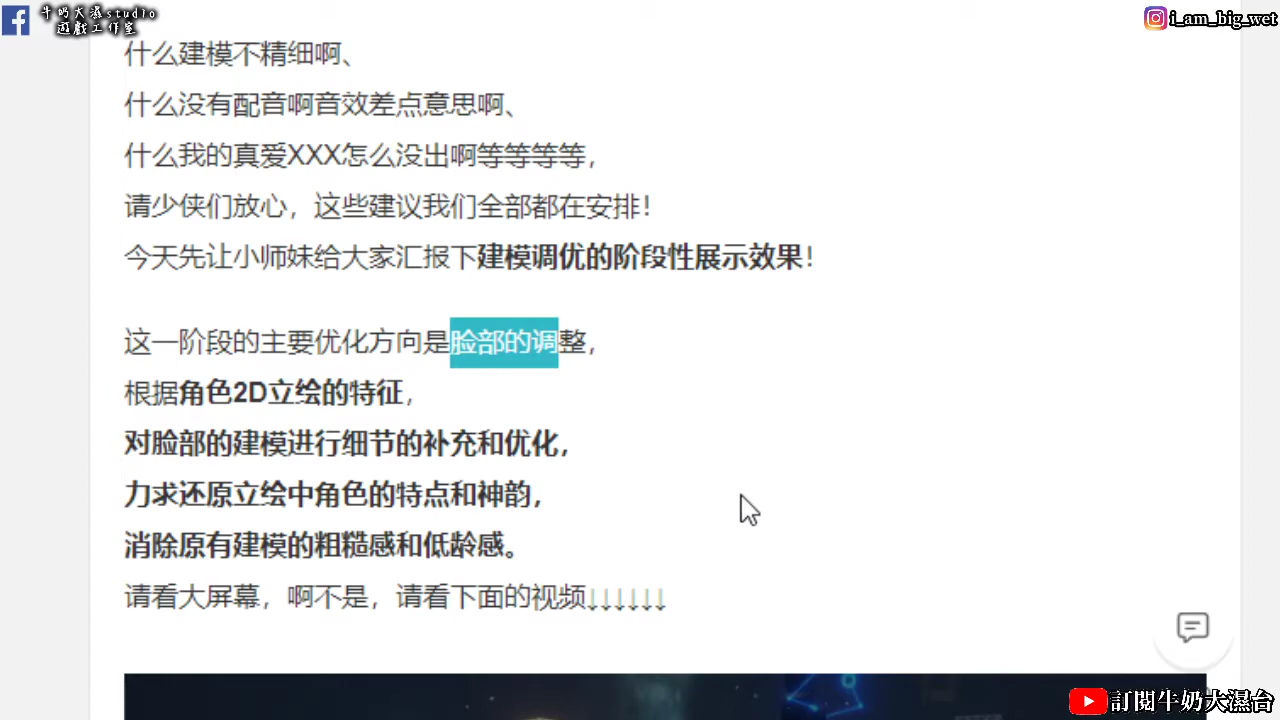 牛奶大濕studio
遊戲工作室
i_am_big_wet
什么建模不精细啊、
什么没有配音啊音效差点意思啊、
什么我的真爱XXX怎么没出啊等等等等，
请少侠们放心，这些建议我们全部都在安排！
今天先让小师妹给大家汇报下建模调优的阶段性展示效果！
这一阶段的主要优化方向是脸部的调整，
根据角色2D立绘的特征，
对脸部的建模进行细节的补充和优化，
力求还原立绘中角色的特点和神韵，
消除原有建模的粗糙感和低龄感。
请看大屏幕，啊不是，请看下面的视频↓↓↓↓↓↓
訂閱牛奶大濕台